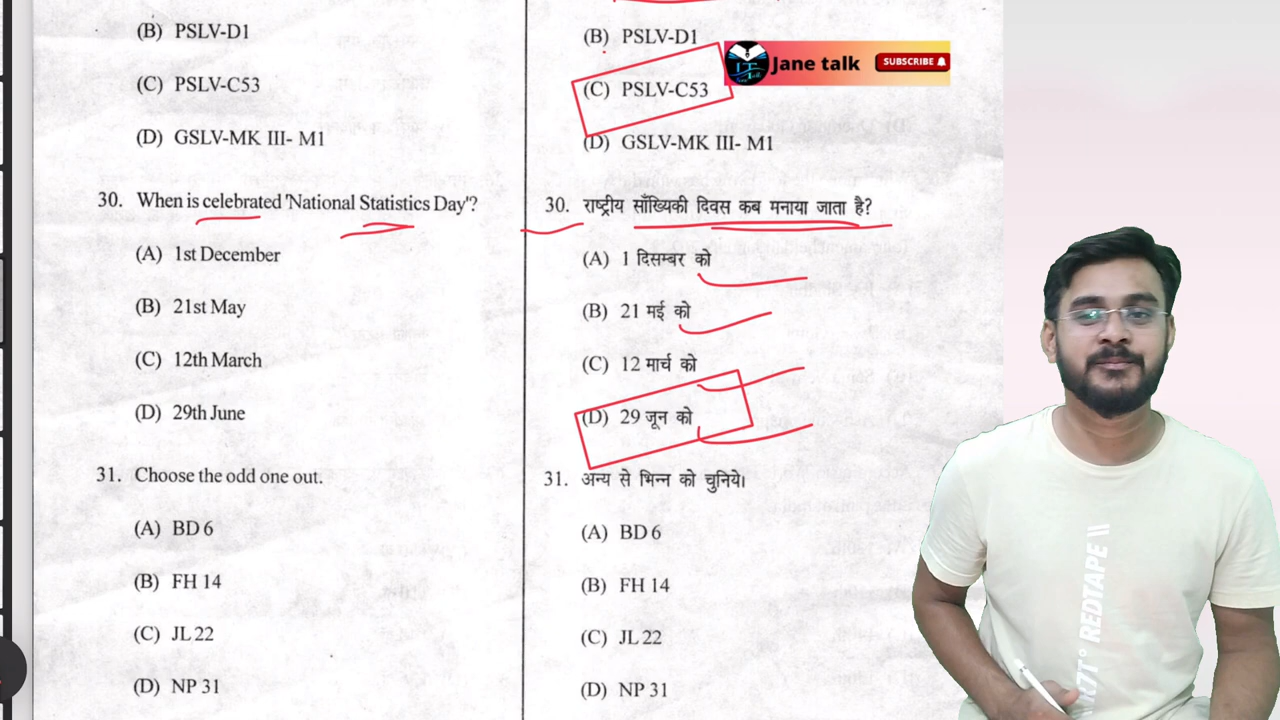 (B) PSLV-D1
(C) PSLV-C53
(D) GSLV-MK III- M1
30. When is celebrated 'National Statistics Day'?
(A) 1st December
(B) 21st May
(C) 12th March
(D) 29th June
31. Choose the odd one out.
(A) BD 6
(B) FH 14
(C) JL 22
(D) NP 31
(B) PSLV-D1
(C) PSLV-C53
(D) GSLV-MK III- M1
30. राष्ट्रीय साँख्यिकी दिवस कब मनाया जाता है?
(A) 1 दिसम्बर को
(B) 21 मई को
(C) 12 मार्च को
(D) 29 जून को
31. अन्य से भिन्न को चुनिये।
(A) BD 6
(B) FH 14
(C) JL 22
(D) NP 31
Jane talk
SUBSCRIBE
REDTAPE